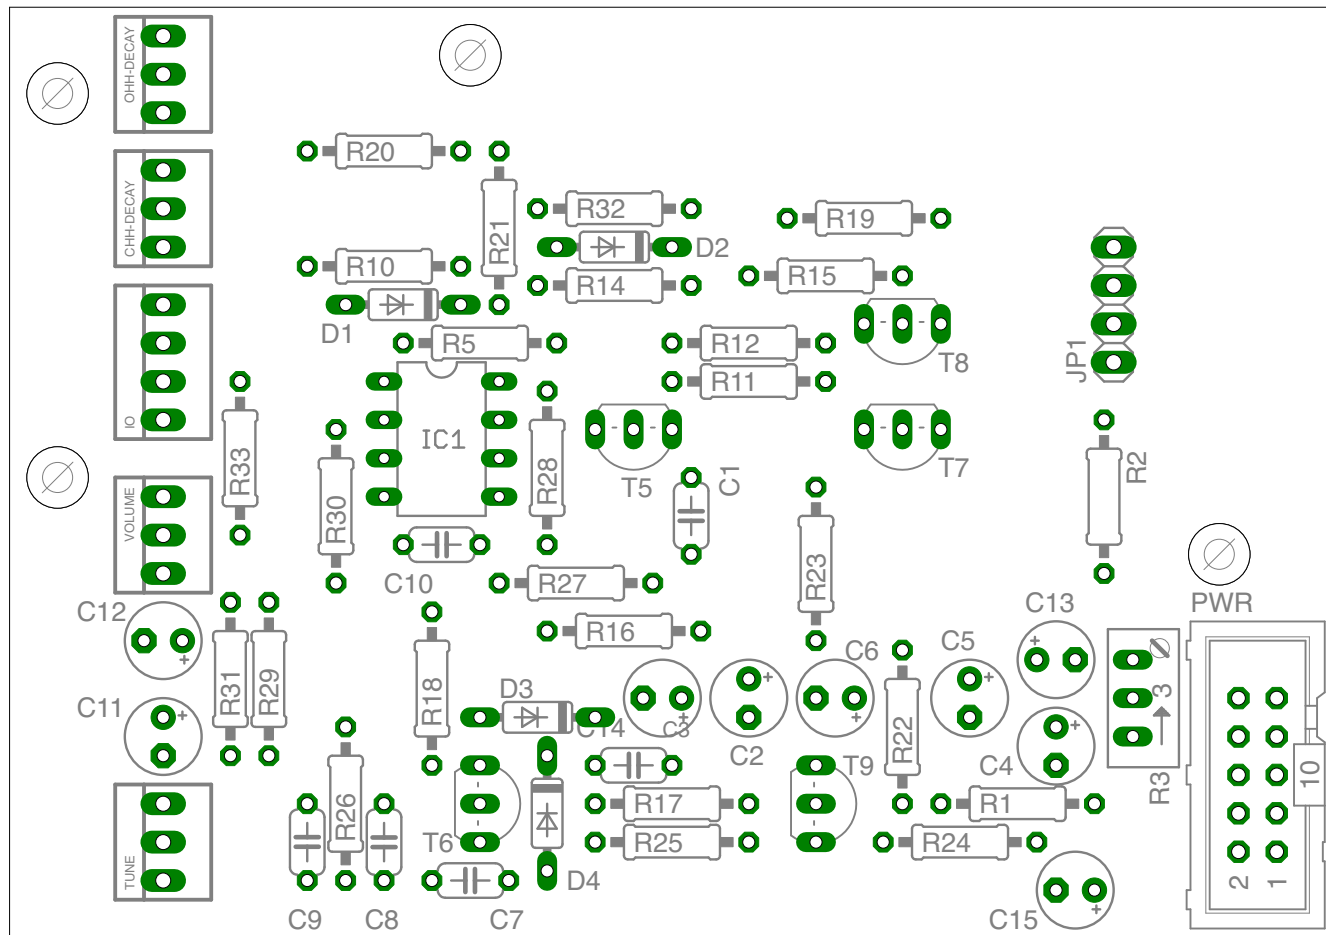 OHH-DECAY
R20
CHH-DECAY
R21
R32
R19
D2
R10
R14
R15
D1
R5
R12
T8
JP1
R11
IO
IC1
R33
R28
R30
T5
C1
T7
R2
VOLUME
C10
R27
R23
C12
R16
C13
PWR
R31
R29
R18
D3
C14
C3
C2
C6
C5
C11
R22
C4
3
R3
T9
R26
T6
R17
R1
10
R25
R24
TUNE
D4
2
1
C9
C8
C7
C15